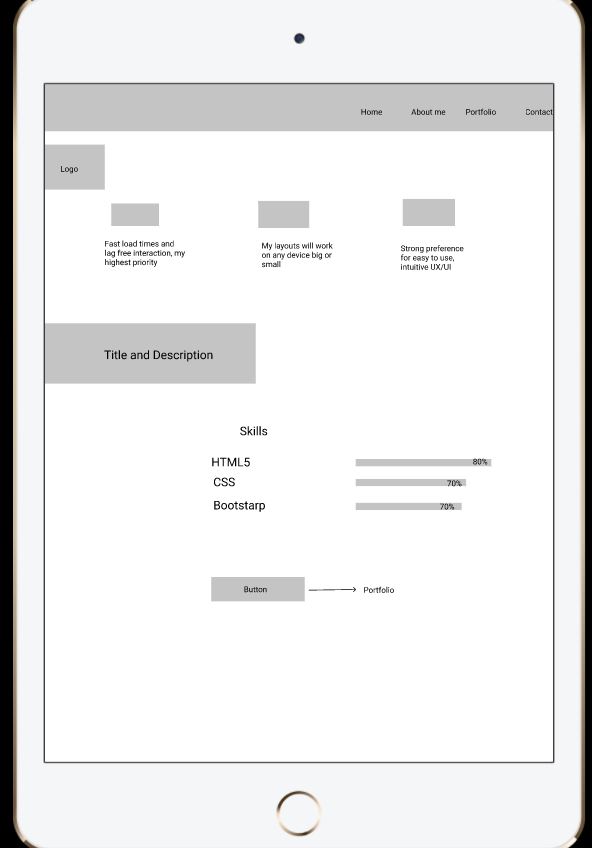 Home About me Portfolio Contact
Logo
Fast load times and
lag free interaction, my
highest priority
My layouts will work
on any device big or
small
Strong preference
for easy to use,
intuitive UX/UI
Title and Description
Skills
HTML5 80%
CSS 70%
Bootstarp 70%
Button Portfolio